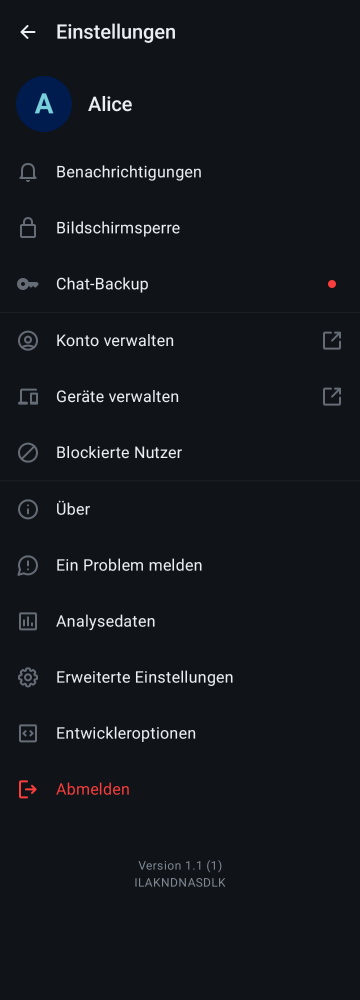 Einstellungen
A
Alice
Benachrichtigungen
Bildschirmsperre
Chat-Backup
Konto verwalten
Geräte verwalten
Blockierte Nutzer
Über
Ein Problem melden
Analysedaten
Erweiterte Einstellungen
Entwickleroptionen
Abmelden
Version 1.1 (1)
ILAKNDNASDLK